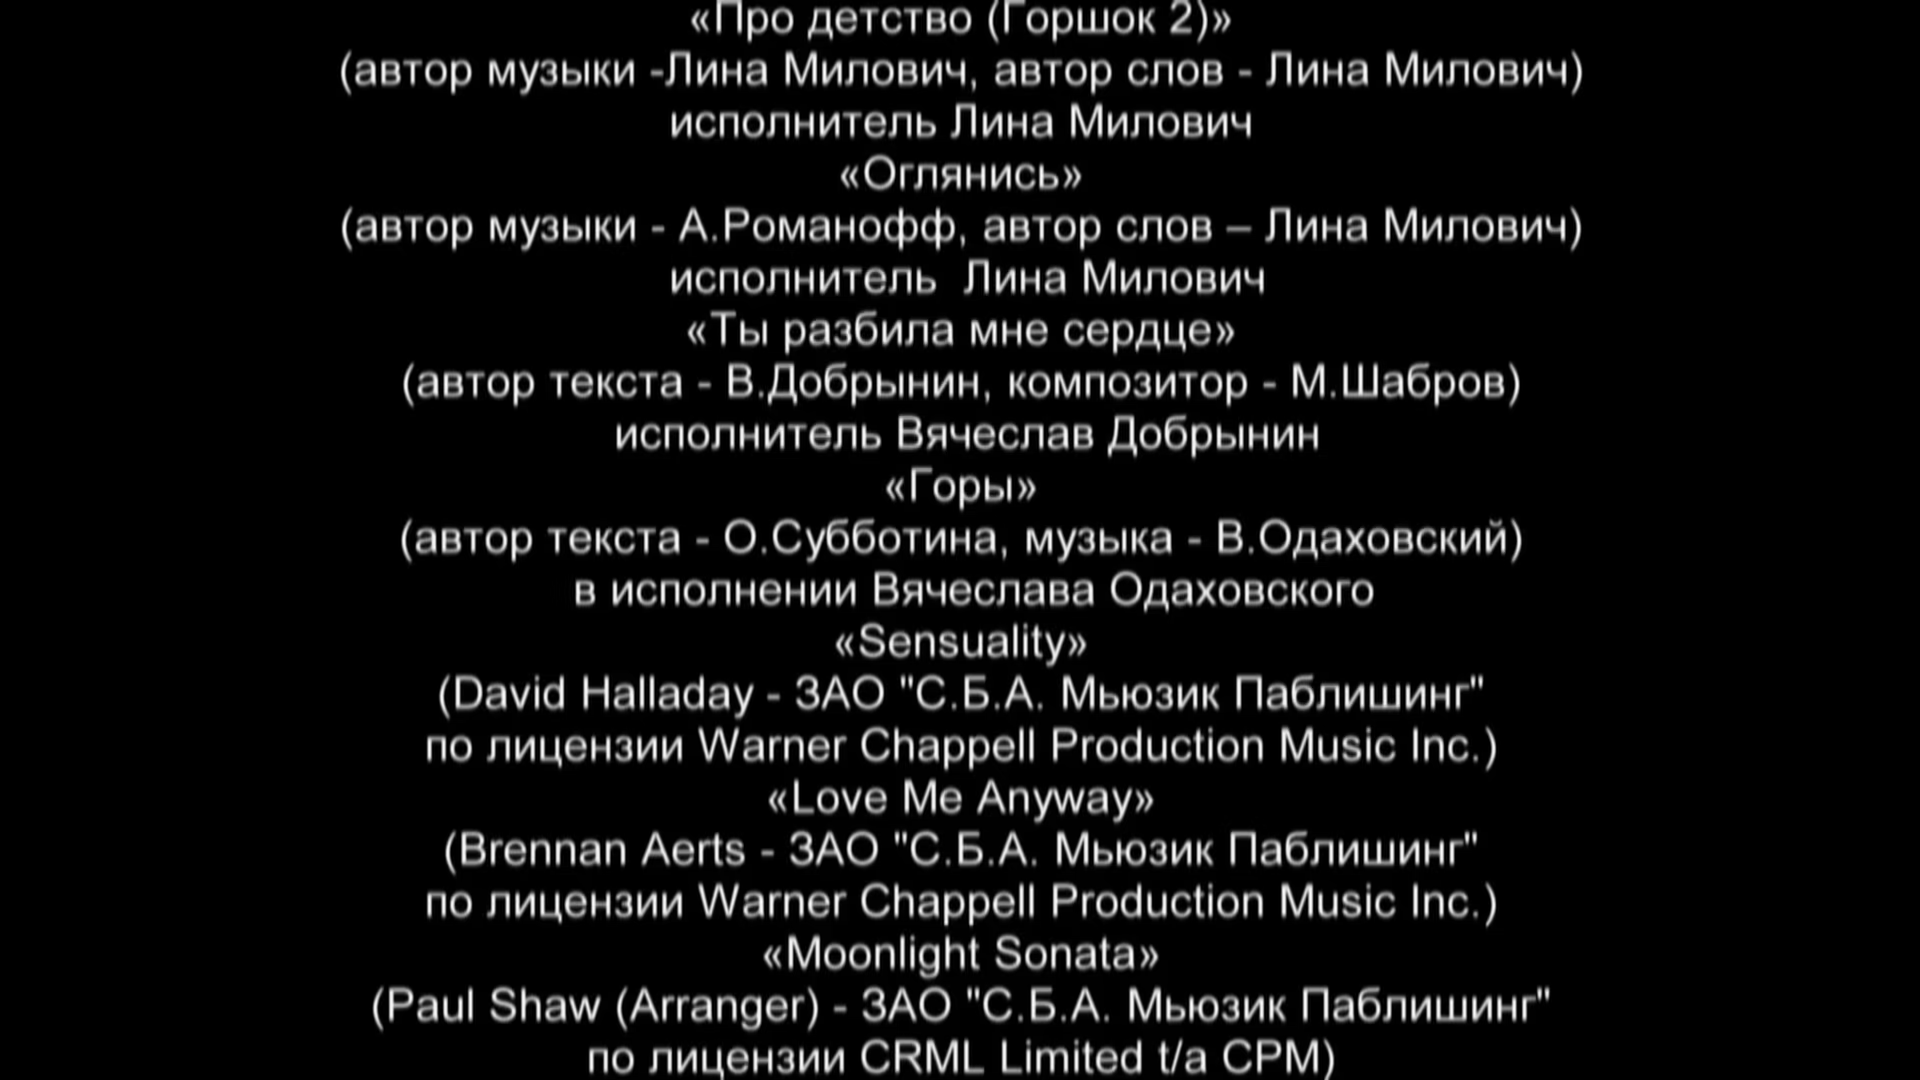 «Про детство (Горшок 2)»
(автор музыки -Лина Милович, автор слов - Лина Милович)
исполнитель Лина Милович
«Оглянись»
(автор музыки - А.Романофф, автор слов – Лина Милович)
исполнитель  Лина Милович
«Ты разбила мне сердце»
(автор текста - В.Добрынин, композитор - М.Шабров)
исполнитель Вячеслав Добрынин
«Горы»
(автор текста - О.Субботина, музыка - В.Одаховский)
в исполнении Вячеслава Одаховского
«Sensuality»
(David Halladay - ЗАО "С.Б.А. Мьюзик Паблишинг"
по лицензии Warner Chappell Production Music Inc.)
«Love Me Anyway»
(Brennan Aerts - ЗАО "С.Б.А. Мьюзик Паблишинг"
по лицензии Warner Chappell Production Music Inc.)
«Moonlight Sonata»
(Paul Shaw (Arranger) - ЗАО "С.Б.А. Мьюзик Паблишинг"
по лицензии CRML Limited t/a CPM)